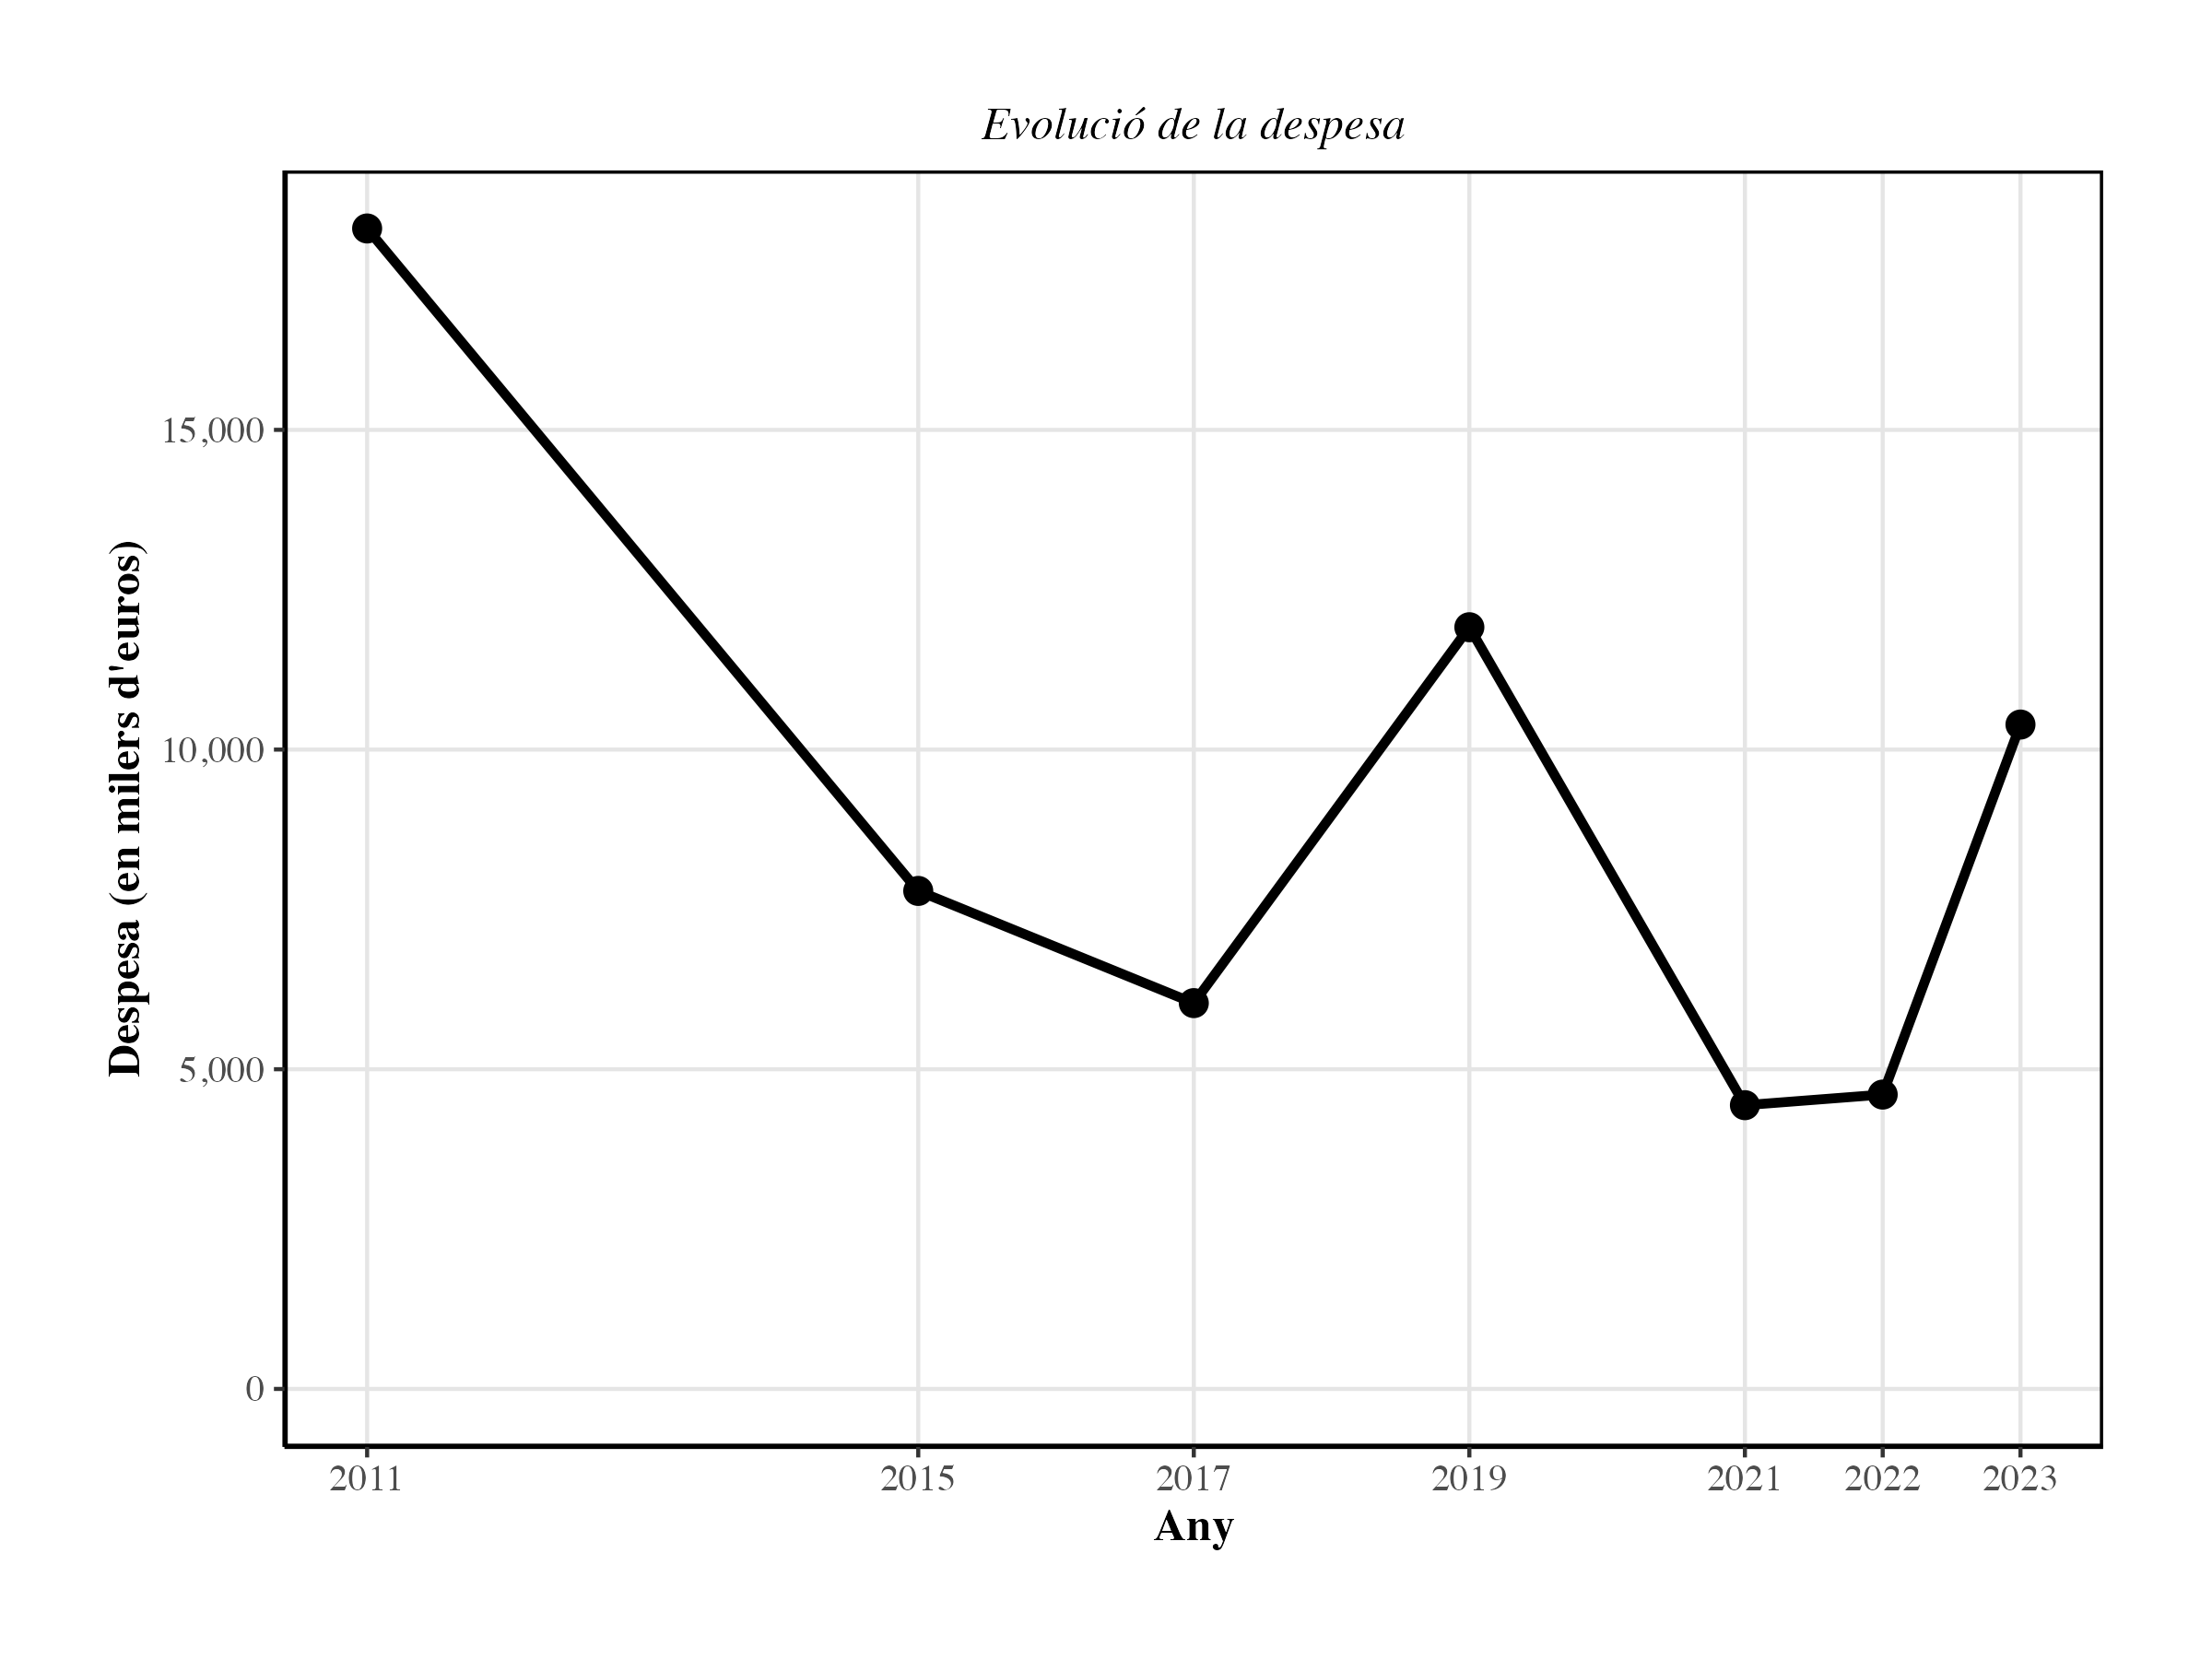 Evolució de la despesa
Despesa (en milers d'euros)
15,000
10,000
5,000
0
2011 2015 2017 2019 2021 2022 2023
Any